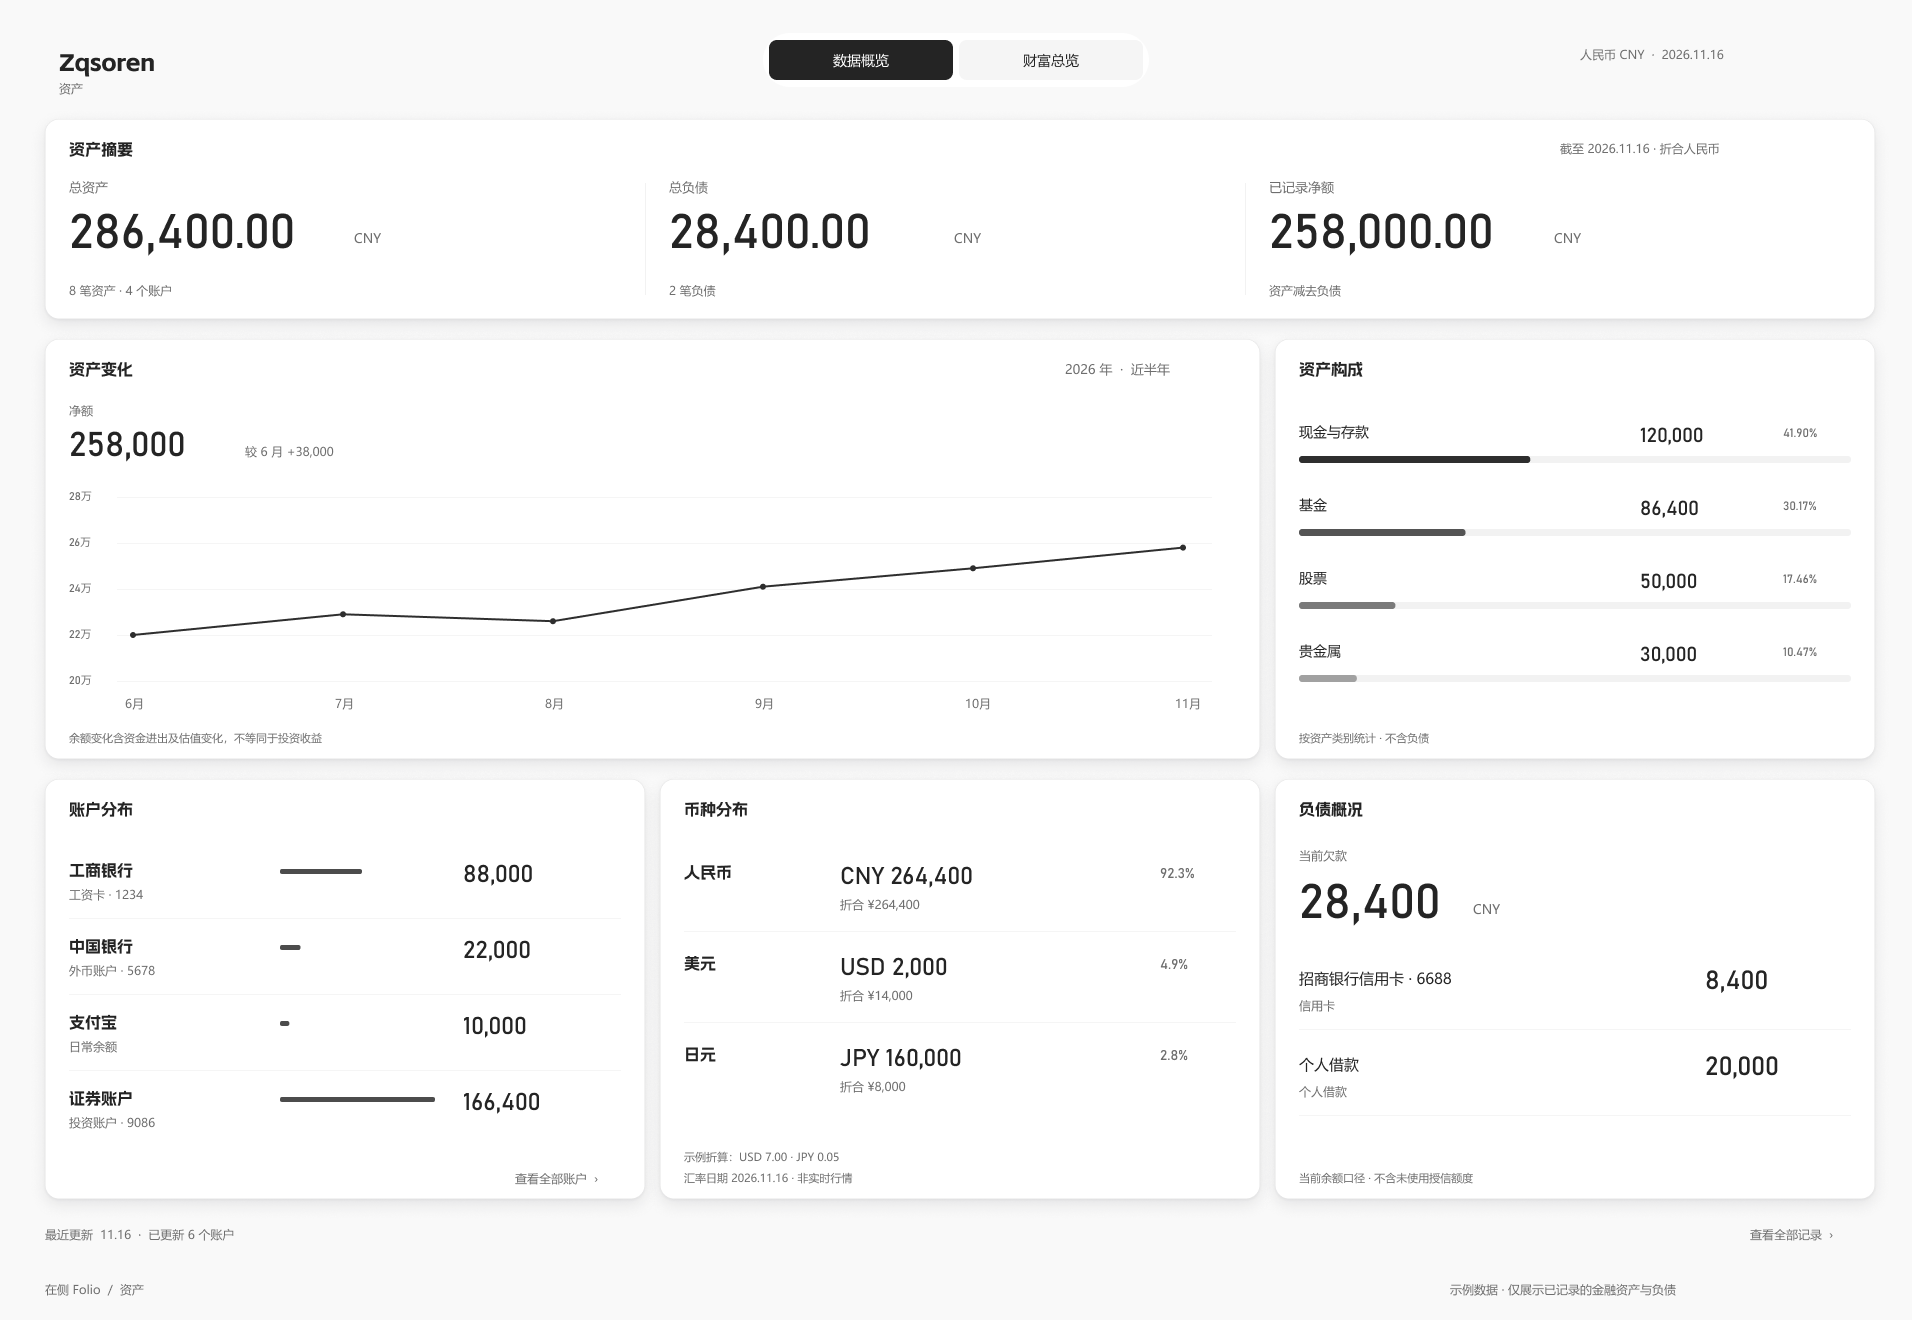 Zqsoren
资产
数据概览
财富总览
人民币 CNY · 2026.11.16
资产摘要
截至 2026.11.16 · 折合人民币
总资产
286,400.00 CNY
8 笔资产 · 4 个账户
总负债
28,400.00 CNY
2 笔负债
已记录净额
258,000.00 CNY
资产减去负债
资产变化
2026 年 · 近半年
净额
258,000
较 6 月 +38,000
28万
26万
24万
22万
20万
6月
7月
8月
9月
10月
11月
余额变化含资金进出及估值变化，不等同于投资收益
资产构成
现金与存款 120,000 41.90%
基金 86,400 30.17%
股票 50,000 17.46%
贵金属 30,000 10.47%
按资产类别统计 · 不含负债
账户分布
工商银行 88,000
工资卡 · 1234
中国银行 22,000
外币账户 · 5678
支付宝 10,000
日常余额
证券账户 166,400
投资账户 · 9086
查看全部账户 ›
币种分布
人民币 CNY 264,400 92.3%
折合 ¥264,400
美元 USD 2,000 4.9%
折合 ¥14,000
日元 JPY 160,000 2.8%
折合 ¥8,000
示例折算：USD 7.00 · JPY 0.05
汇率日期 2026.11.16 · 非实时行情
负债概况
当前欠款
28,400 CNY
招商银行信用卡 · 6688 8,400
信用卡
个人借款 20,000
个人借款
当前余额口径 · 不含未使用授信额度
最近更新 11.16 · 已更新 6 个账户
查看全部记录 ›
在侧 Folio / 资产
示例数据 · 仅展示已记录的金融资产与负债